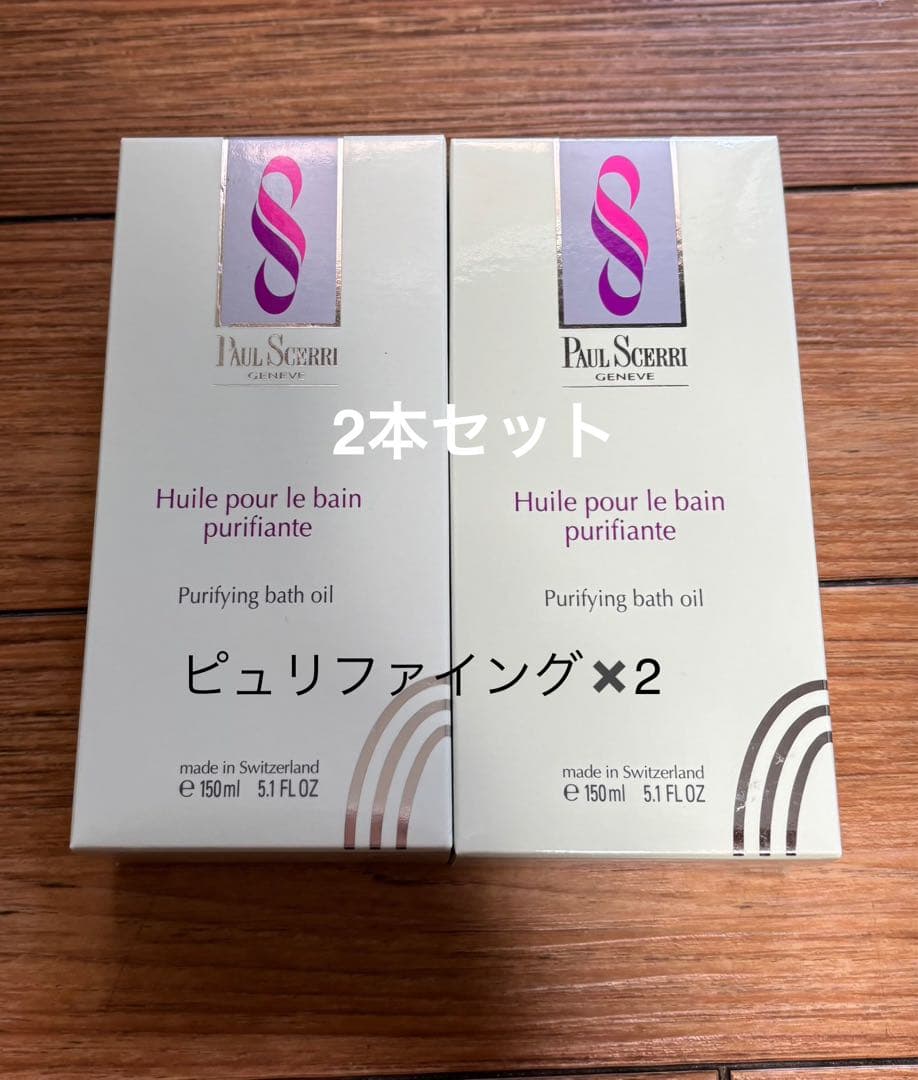 PAUL SCERRI
GENEVE
Huile pour le bain
purifiante
Purifying bath oil
made in Switzerland
℮ 150ml 5.1 FL OZ
PAUL SCERRI
GENEVE
Huile pour le bain
purifiante
Purifying bath oil
made in Switzerland
℮ 150ml 5.1 FL OZ
2本セット
ピュリファイング✖2